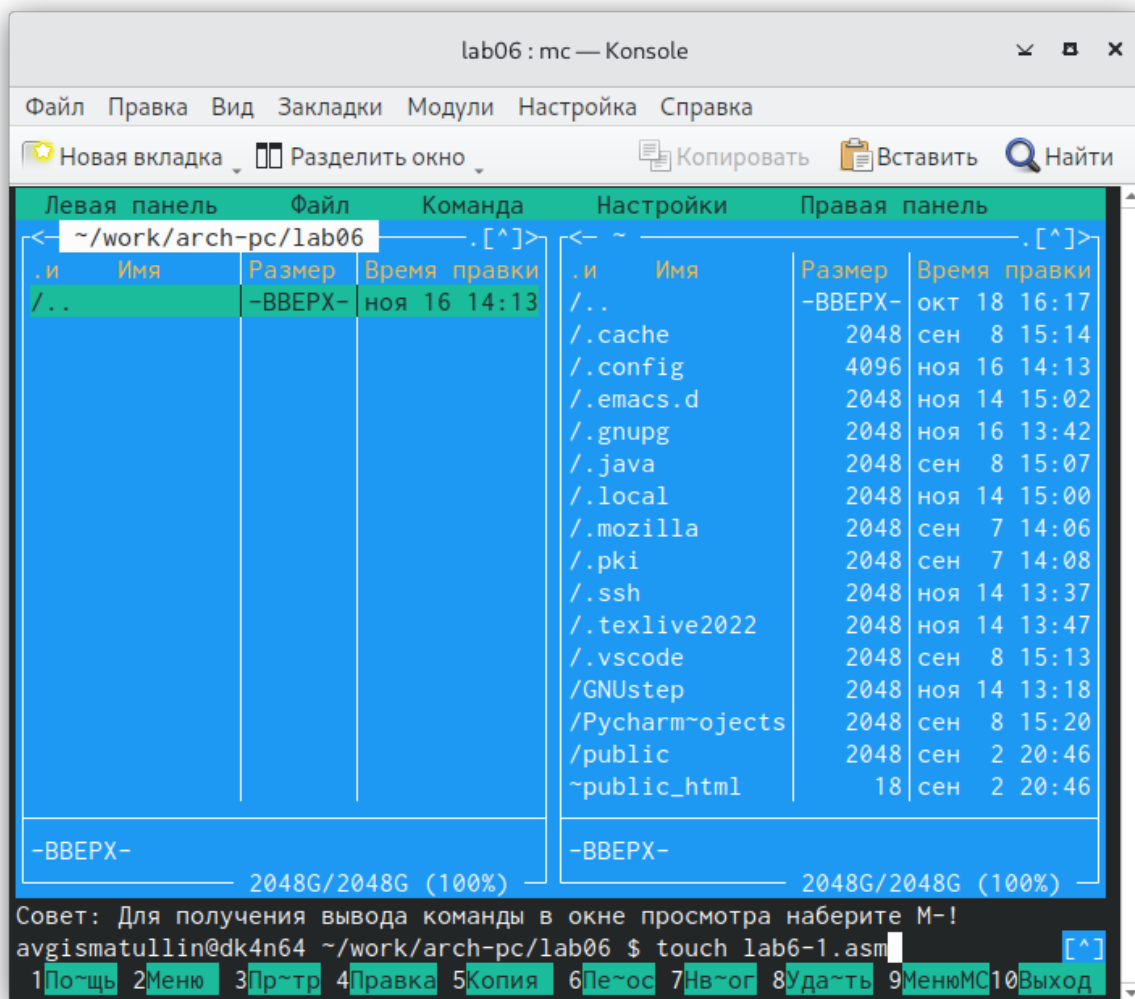 lab06 : mc — Konsole
Файл Правка Вид Закладки Модули Настройка Справка
Новая вкладка Разделить окно Копировать Вставить Найти
Левая панель Файл Команда Настройки Правая панель
<- ~/work/arch-pc/lab06 .[^]> <- ~ .[^]>
.и Имя Размер Время правки .и Имя Размер Время правки
/.. -ВВЕРХ- ноя 16 14:13 /.. -ВВЕРХ- окт 18 16:17
/.cache 2048 сен 8 15:14
/.config 4096 ноя 16 14:13
/.emacs.d 2048 ноя 14 15:02
/.gnupg 2048 ноя 16 13:42
/.java 2048 сен 8 15:07
/.local 2048 ноя 14 15:00
/.mozilla 2048 сен 7 14:06
/.pki 2048 сен 7 14:08
/.ssh 2048 ноя 14 13:37
/.texlive2022 2048 ноя 14 13:47
/.vscode 2048 сен 8 15:13
/GNUstep 2048 ноя 14 13:18
/Pycharm~ojects 2048 сен 8 15:20
/public 2048 сен 2 20:46
~public_html 18 сен 2 20:46
-ВВЕРХ- -ВВЕРХ-
2048G/2048G (100%) 2048G/2048G (100%)
Совет: Для получения вывода команды в окне просмотра наберите M-!
avgismatullin@dk4n64 ~/work/arch-pc/lab06 $ touch lab6-1.asm [^]
1По~щь 2Меню 3Пр~тр 4Правка 5Копия 6Пе~ос 7Нв~ог 8Уда~ть 9МенюМС 10Выход